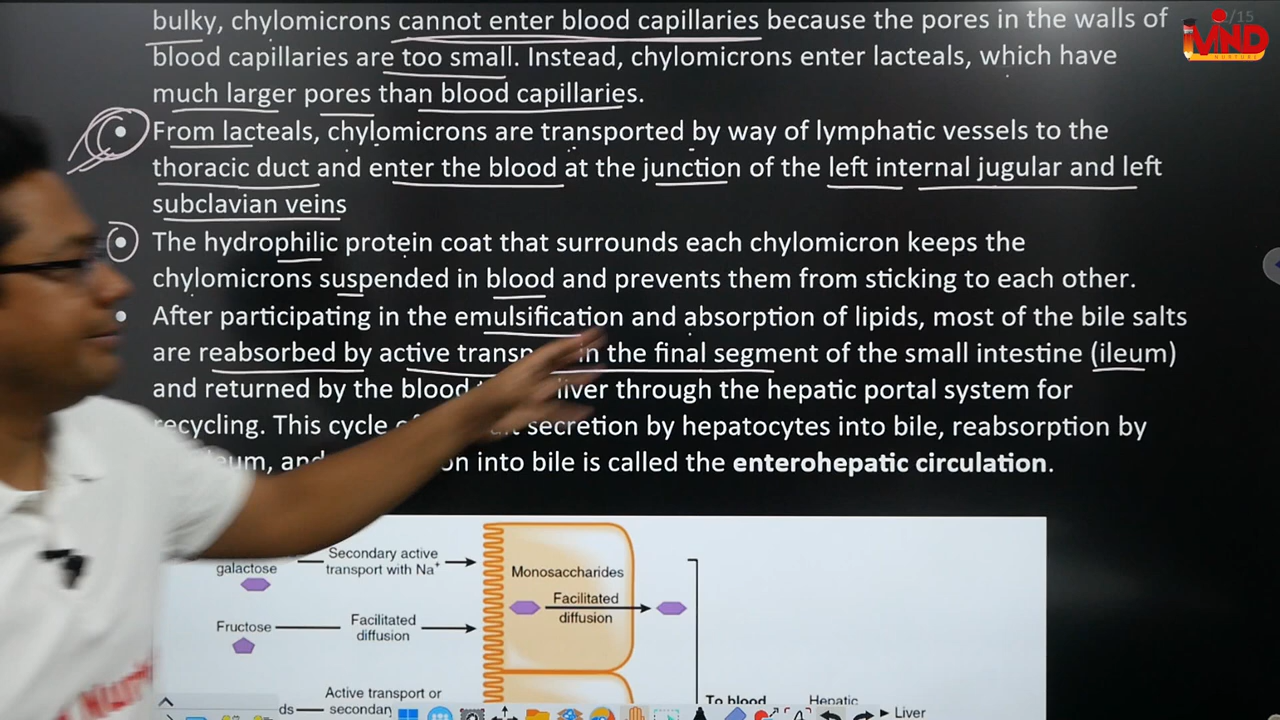 bulky, chylomicrons cannot enter blood capillaries because the pores in the walls of
blood capillaries are too small. Instead, chylomicrons enter lacteals, which have
much larger pores than blood capillaries.
From lacteals, chylomicrons are transported by way of lymphatic vessels to the
thoracic duct and enter the blood at the junction of the left internal jugular and left
subclavian veins
The hydrophilic protein coat that surrounds each chylomicron keeps the
chylomicrons suspended in blood and prevents them from sticking to each other.
After participating in the emulsification and absorption of lipids, most of the bile salts
are reabsorbed by active in the final segment of the small intestine (ileum)
and returned by the blood liver through the hepatic portal system for
recycling. This cycle secretion by hepatocytes into bile, reabsorption by
into bile is called the enterohepatic circulation.
/15
MIND
NURTURE
galactose
Secondary active
transport with Na+
Monosaccharides
Facilitated
diffusion
Fructose
Facilitated
diffusion
Active transport or
To blood
Hepatic
Liver